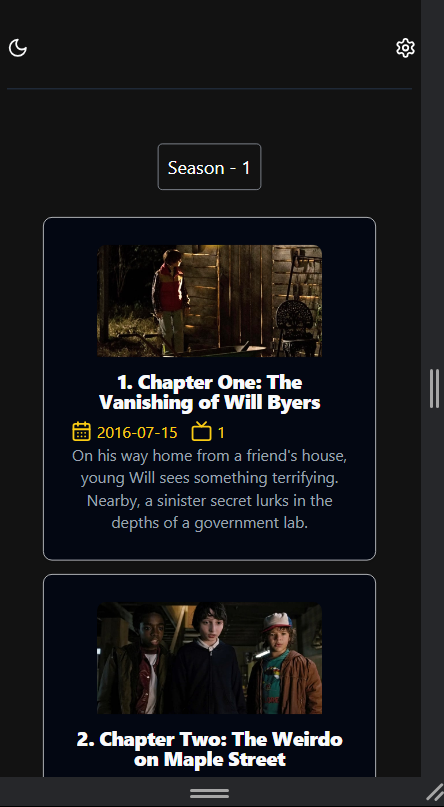 Season - 1
1. Chapter One: The
Vanishing of Will Byers
2016-07-15 1
On his way home from a friend's house,
young Will sees something terrifying.
Nearby, a sinister secret lurks in the
depths of a government lab.
2. Chapter Two: The Weirdo
on Maple Street